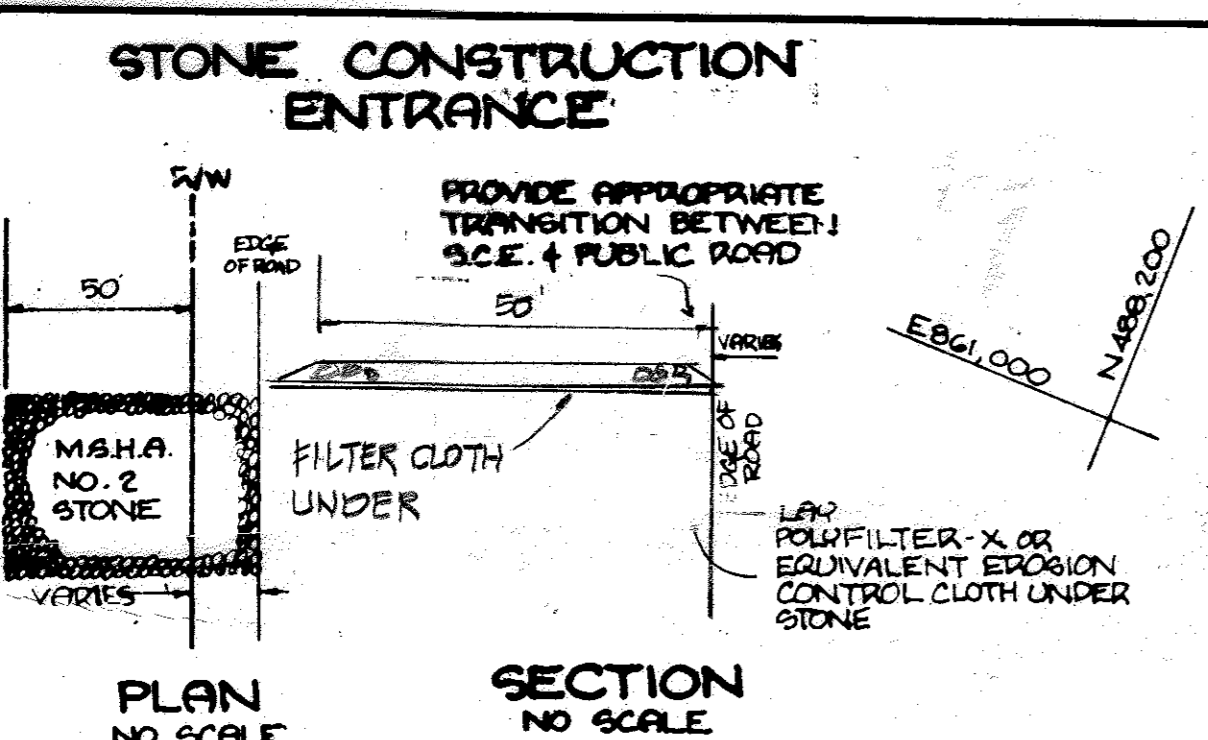 STONE CONSTRUCTION
ENTRANCE
R/W
EDGE
OF ROAD
50'
PROVIDE APPROPRIATE
TRANSITION BETWEEN
S.C.E. & PUBLIC ROAD
50'
VARIES
E861,000
N 488,200
M.S.H.A.
NO. 2
STONE
FILTER CLOTH
UNDER
EDGE OF
ROAD
LAY
POLYFILTER-X OR
EQUIVALENT EROSION
CONTROL CLOTH UNDER
STONE
VARIES
PLAN
NO SCALE
SECTION
NO SCALE